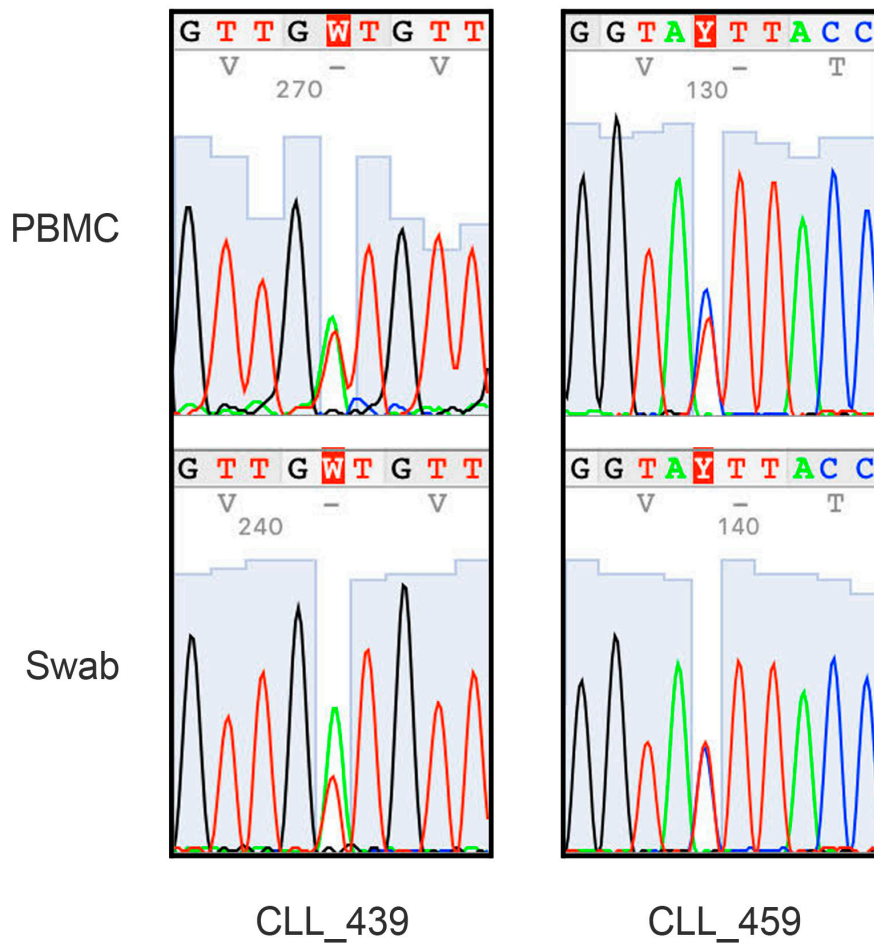 G T T G W T G T T
V - V
270
G G T A Y T T A C C
V - T
130
PBMC
G T T G W T G T T
V - V
240
G G T A Y T T A C C
V - T
140
Swab
CLL_439
CLL_459